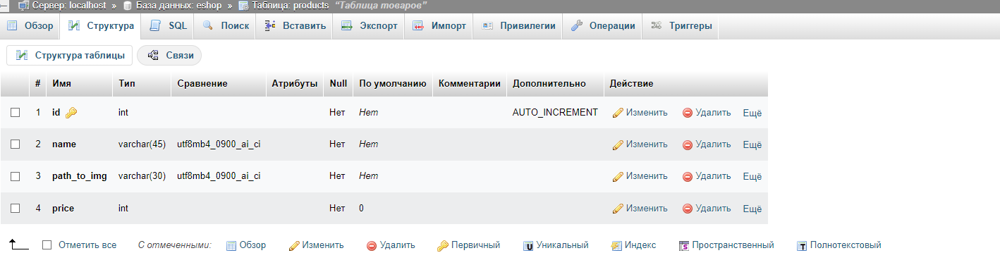 Сервер: localhost » База данных: eshop » Таблица: products “Таблица товаров”
Обзор Структура SQL Поиск Вставить Экспорт Импорт Привилегии Операции Триггеры
Структура таблицы Связи
# Имя Тип Сравнение Атрибуты Null По умолчанию Комментарии Дополнительно Действие
1 id int Нет Нет AUTO_INCREMENT Изменить Удалить Ещё
2 name varchar(45) utf8mb4_0900_ai_ci Нет Нет Изменить Удалить Ещё
3 path_to_img varchar(30) utf8mb4_0900_ai_ci Нет Нет Изменить Удалить Ещё
4 price int Нет 0 Изменить Удалить Ещё
Отметить все С отмеченными: Обзор Изменить Удалить Первичный Уникальный Индекс Пространственный Полнотекстовый